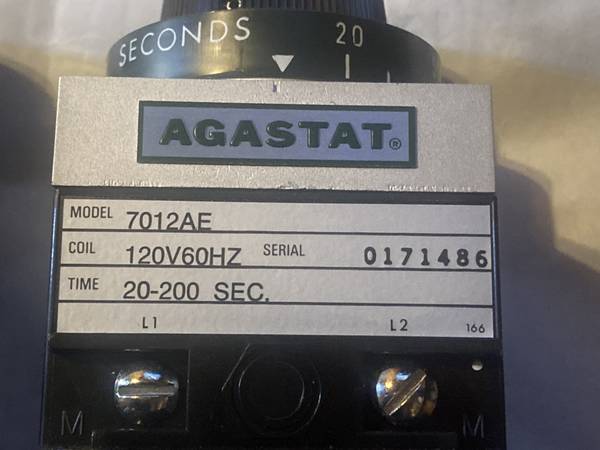 SECONDS 20
AGASTAT®
MODEL 7012AE
COIL 120V60HZ SERIAL 0171486
TIME 20-200 SEC.
L1 L2 166
M M